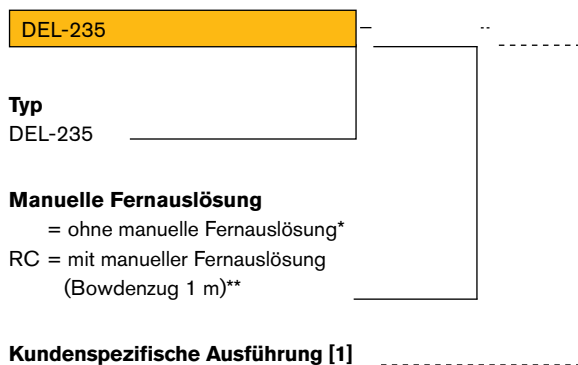 DEL-235 – --
Typ
DEL-235
Manuelle Fernauslösung
= ohne manuelle Fernauslösung*
RC = mit manueller Fernauslösung
(Bowdenzug 1 m)**
Kundenspezifische Ausführung [1]